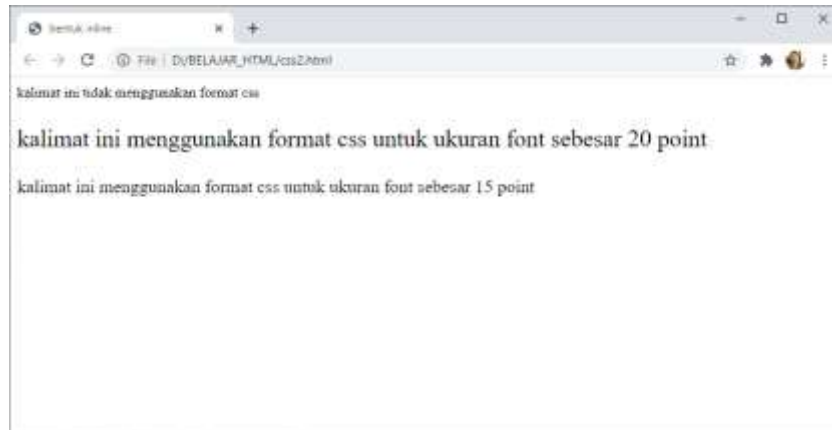 bentuk inline
File D:/BELAJAR_HTML/css2.html
kalimat ini tidak menggunakan format css
kalimat ini menggunakan format css untuk ukuran font sebesar 20 point
kalimat ini menggunakan format css untuk ukuran font sebesar 15 point